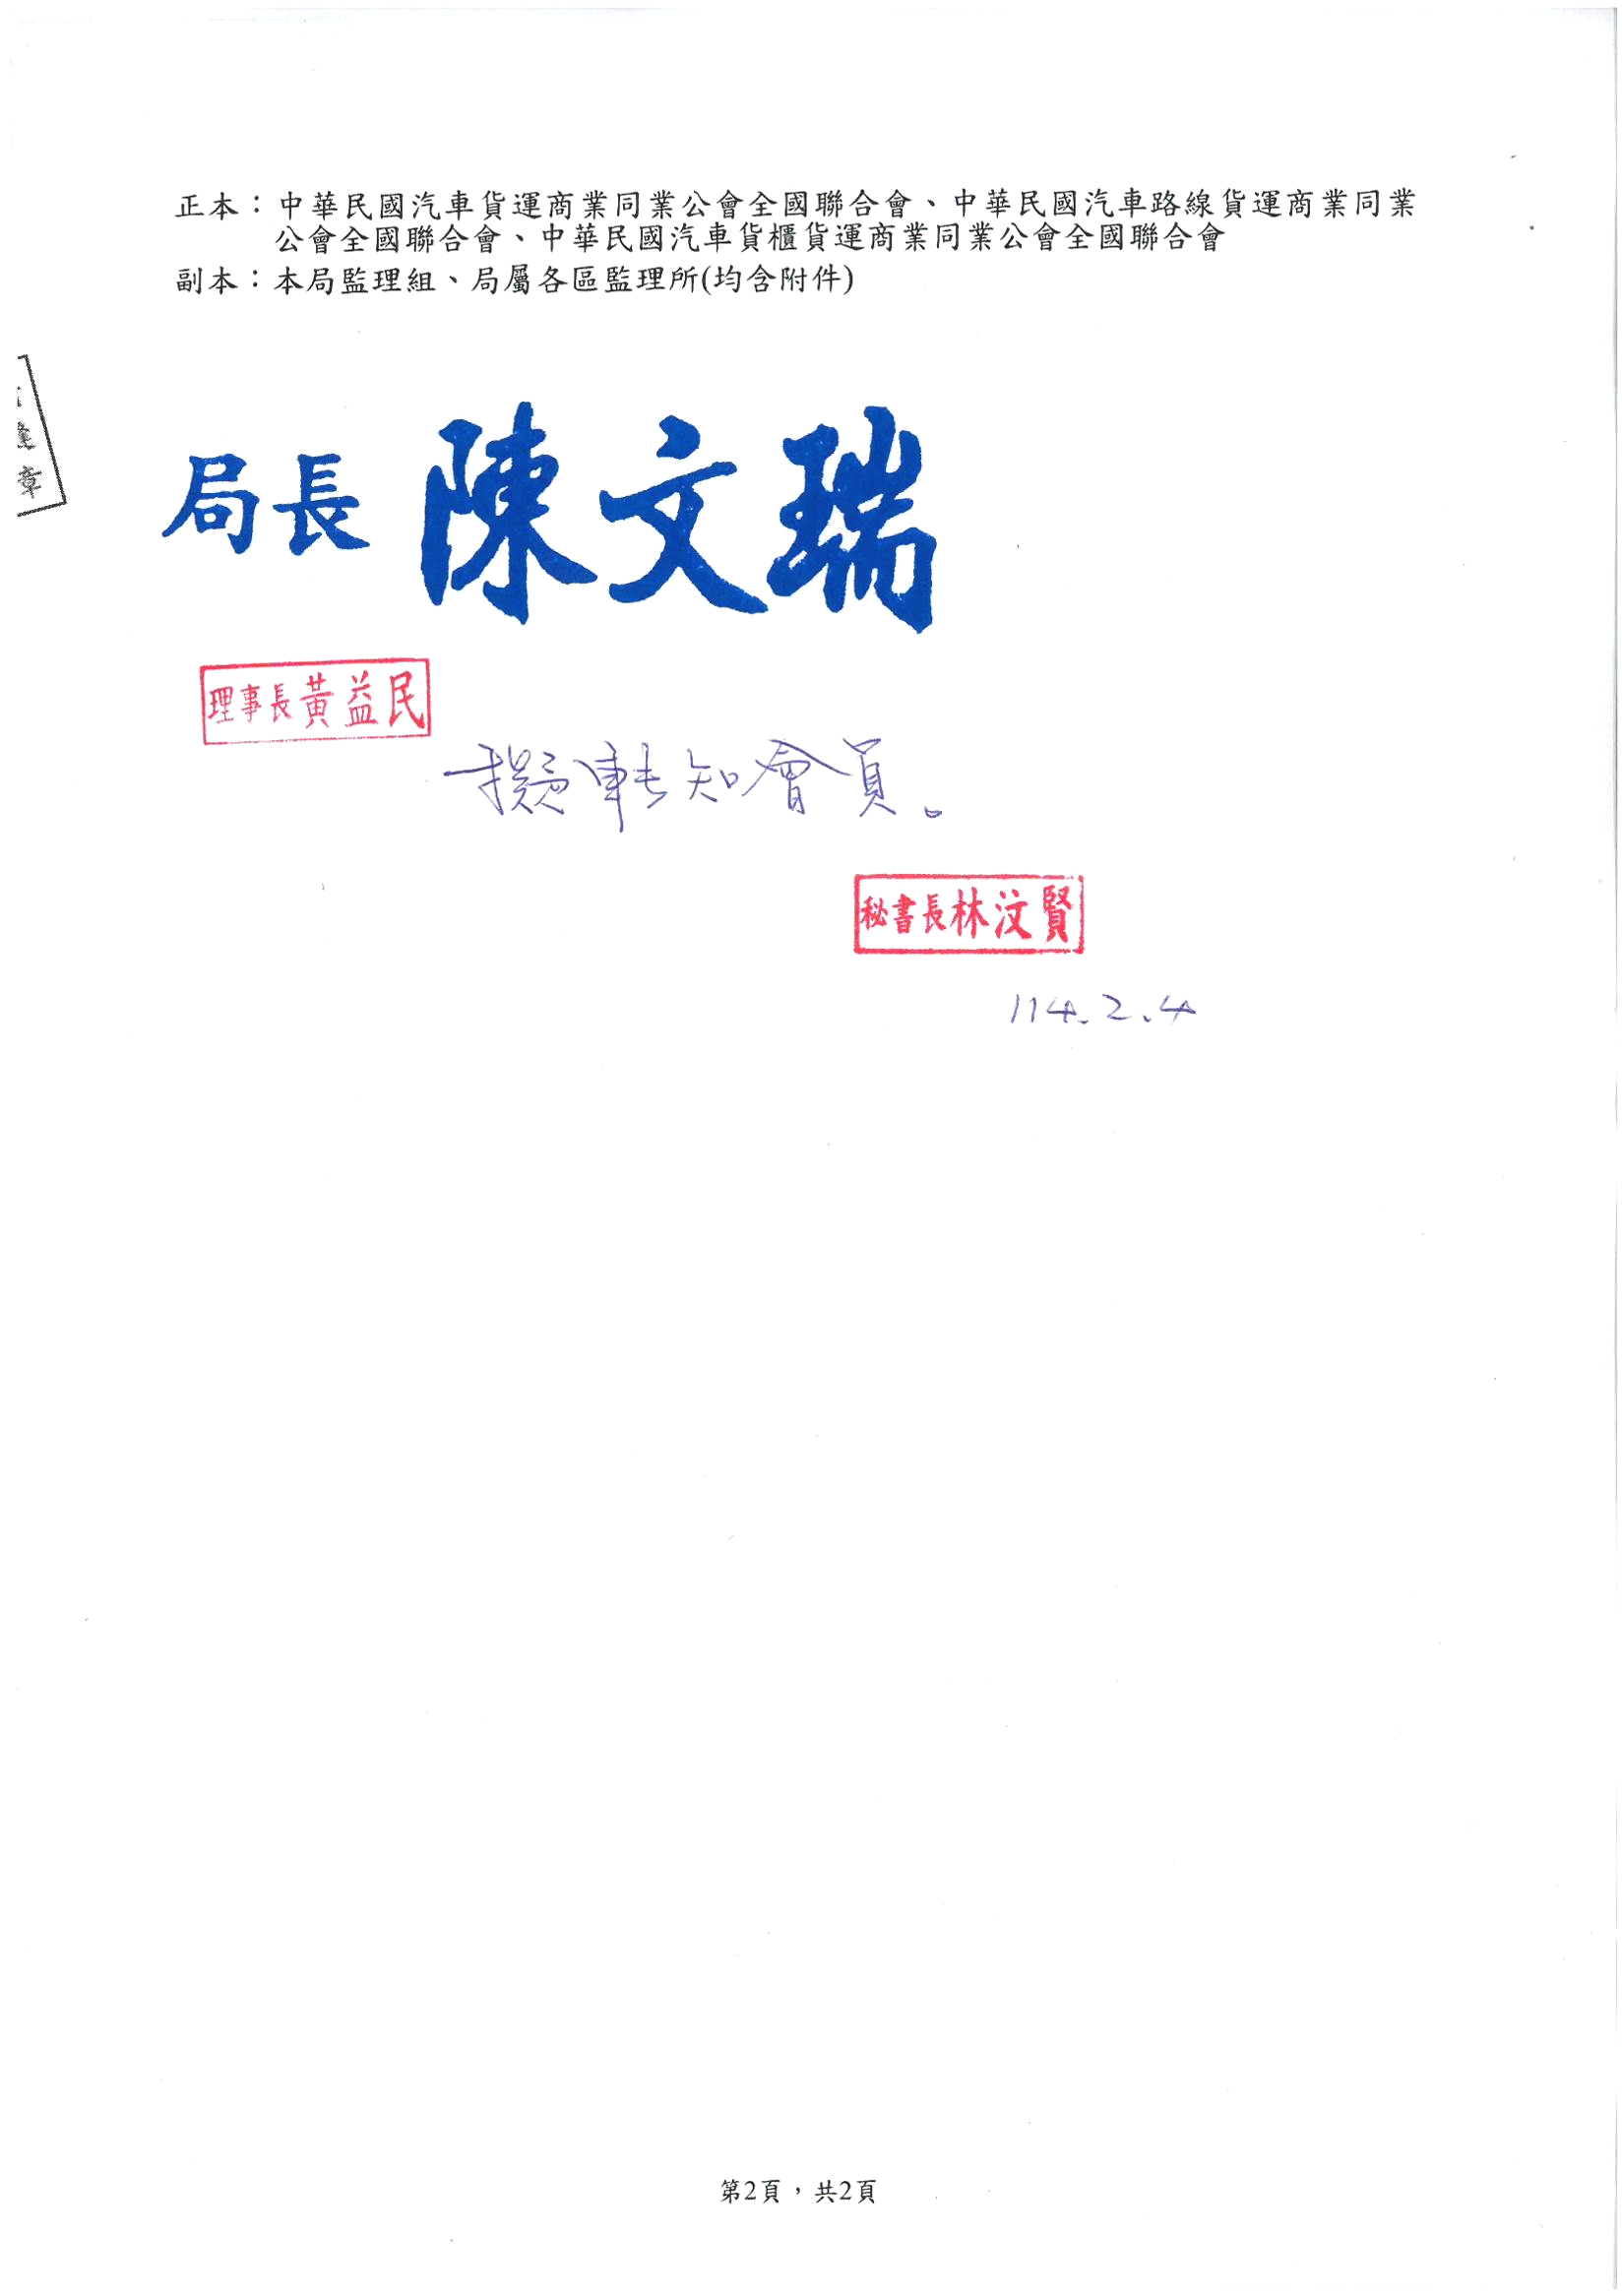 正本：中華民國汽車貨運商業同業公會全國聯合會、中華民國汽車路線貨運商業同業
公會全國聯合會、中華民國汽車貨櫃貨運商業同業公會全國聯合會
副本：本局監理組、局屬各區監理所(均含附件)
章
局長 陳文瑞
理事長黃益民
擬轉知會員。
秘書長林汶賢
114.2.4
第2頁，共2頁